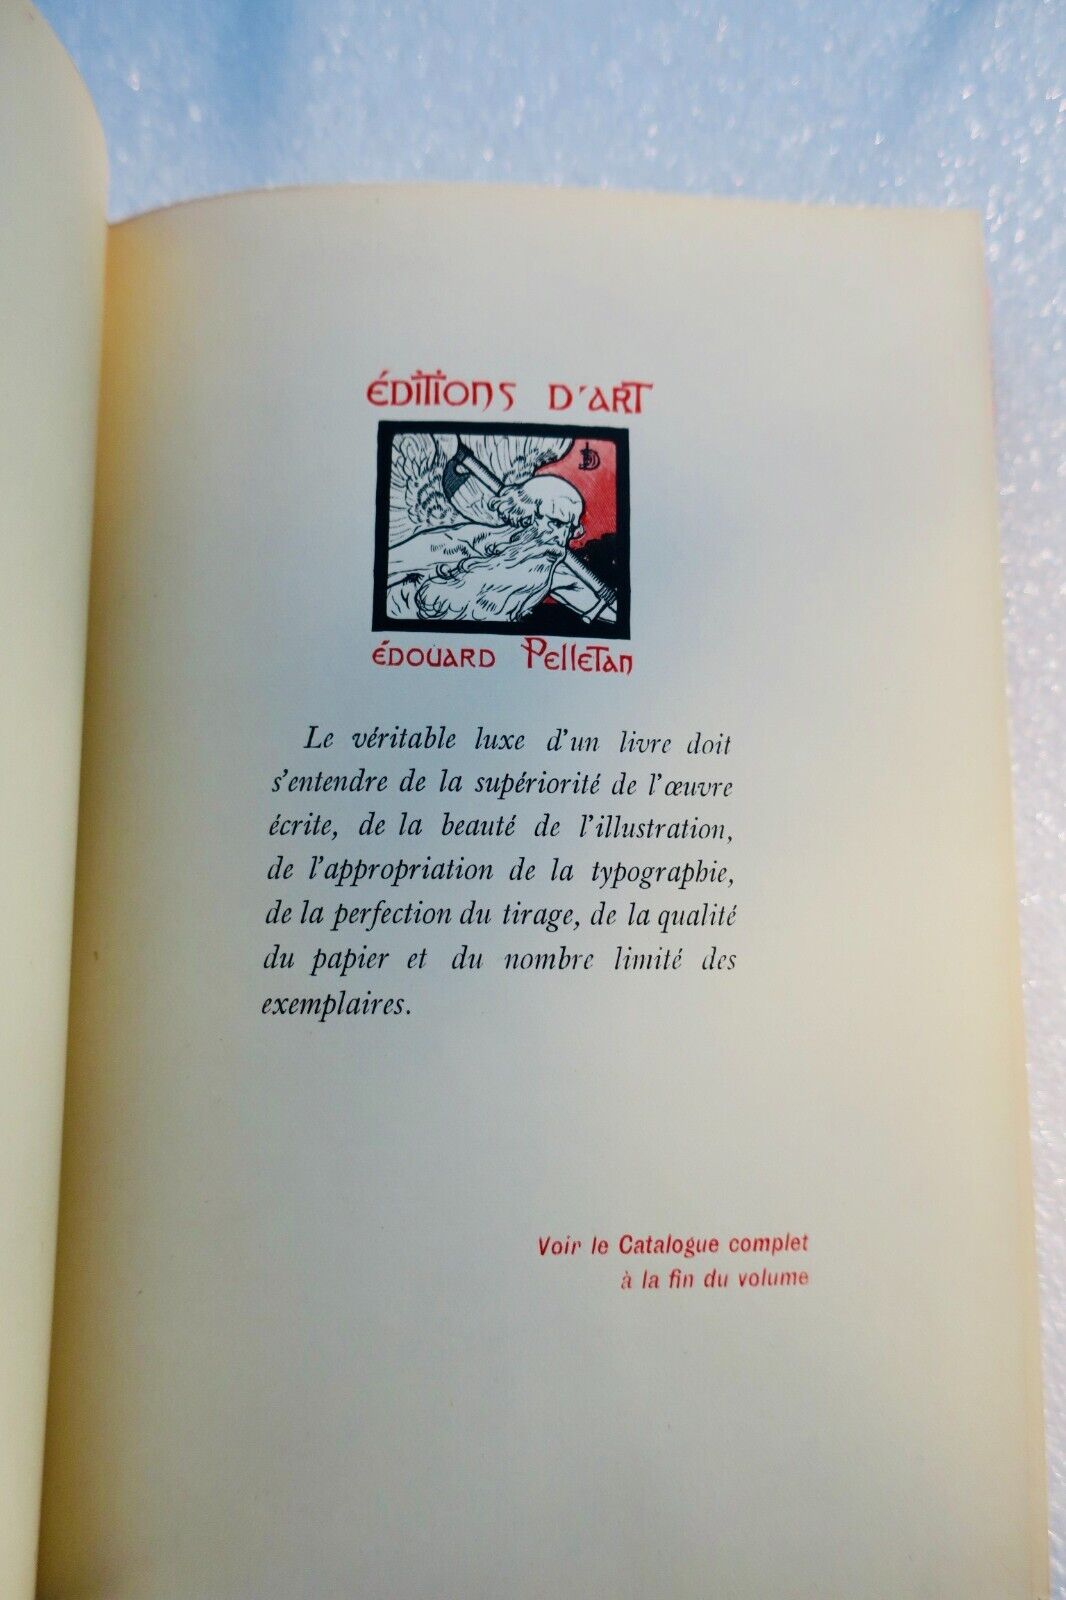 ÉDITIONS D'ART
ÉDOUARD PELLETAN
Le véritable luxe d'un livre doit
s'entendre de la supériorité de l'œuvre
écrite, de la beauté de l'illustration,
de l'appropriation de la typographie,
de la perfection du tirage, de la qualité
du papier et du nombre limité des
exemplaires.
Voir le Catalogue complet
à la fin du volume